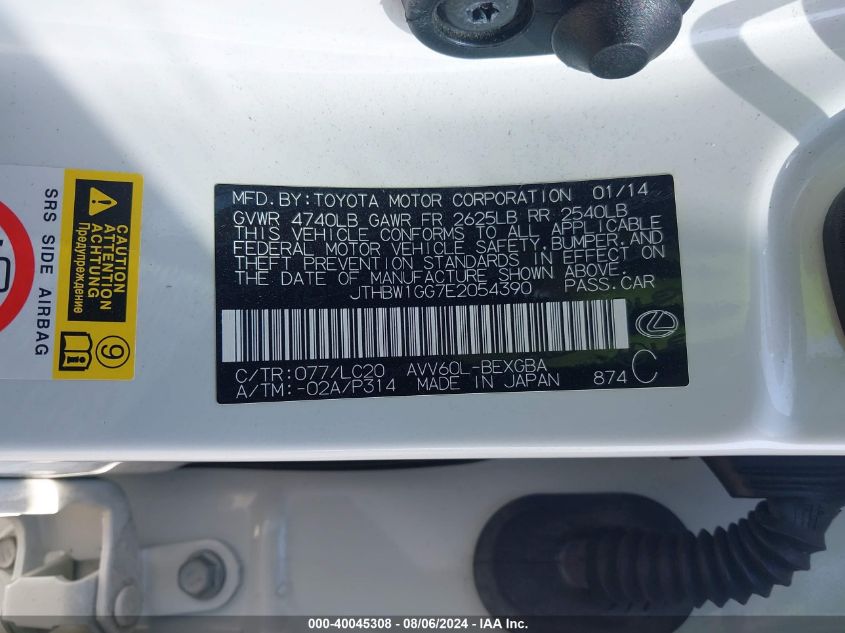 MFD.BY:TOYOTA MOTOR CORPORATION 01/14
GVWR 4740LB GAWR FR 2625LB RR 2540LB
THIS VEHICLE CONFORMS TO ALL APPLICABLE
FEDERAL MOTOR VEHICLE SAFETY,BUMPER,AND
THEFT PREVENTION STANDARDS IN EFFECT ON
THE DATE OF MANUFACTURE SHOWN ABOVE.
JTHBW1GG7E2054390 PASS.CAR
C/TR:077/LC20 AVV60L-BEXGBA
A/TM:-02A/P314 MADE IN JAPAN 874 C
SRS SIDE AIRBAG
CAUTION
ATTENTION
ACHTUNG
Предупреждение
9
000-40045308 - 08/06/2024 - IAA Inc.